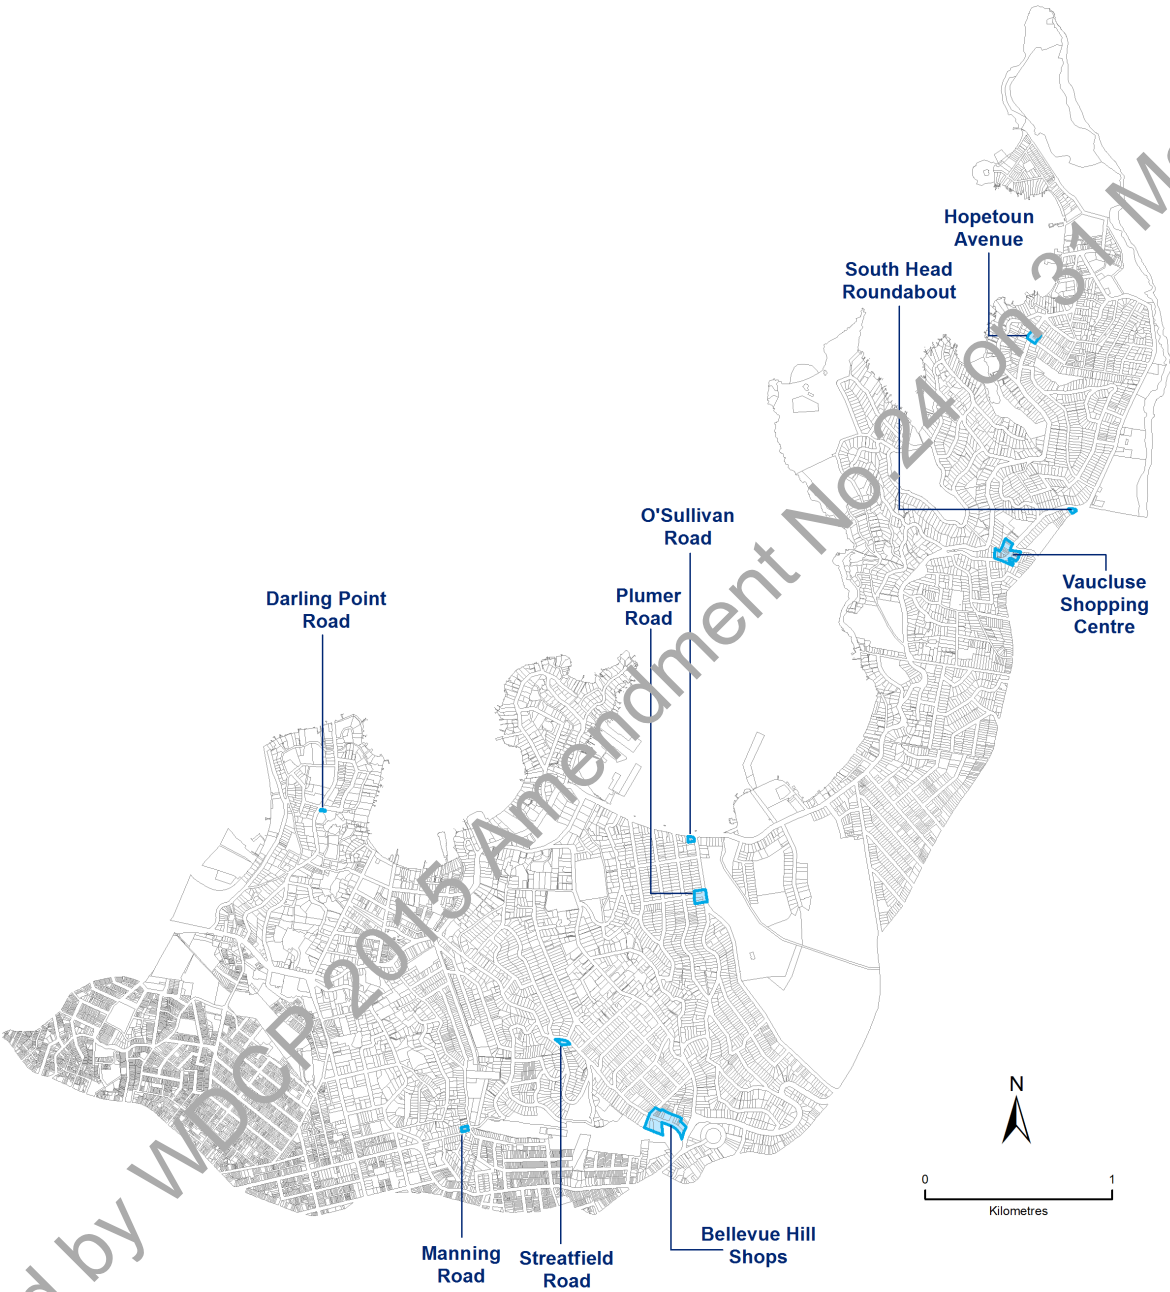 Hopetoun
Avenue
South Head
Roundabout
O'Sullivan
Road
Plumer
Road
Darling Point
Road
Vaucluse
Shopping
Centre
N
0 1
Kilometres
Manning
Road
Streatfield
Road
Bellevue Hill
Shops
by WDCP 2015 Amendment No.24 on 31